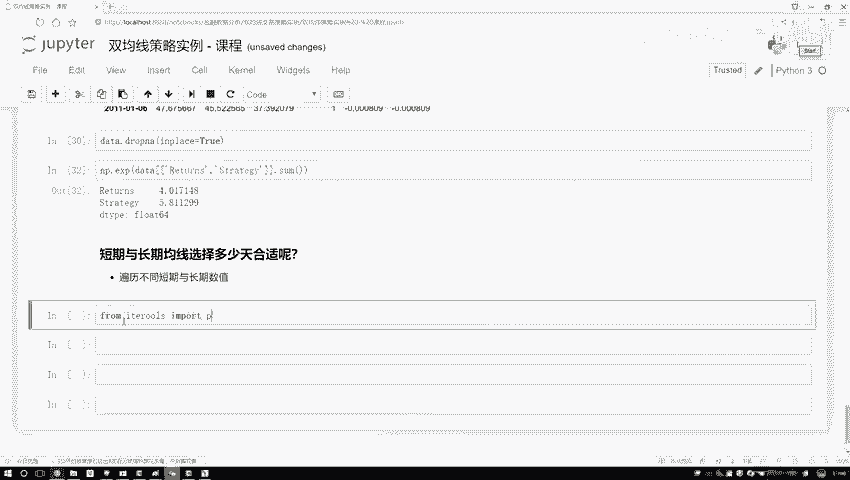 jupyter 双均线策略实例 - 课程 (unsaved changes)
File Edit View Insert Cell Kernel Widgets Help
Trusted Python 3
Code
2011-01-06 47.675667 45.522565 37.392079 1 -0.000809 -0.000809
In [30]: data.dropna(inplace=True)
In [32]: np.exp(data[['Returns','Strategy']].sum())
Out[32]: Returns 4.017148
Strategy 5.811299
dtype: float64
短期与长期均线选择多少天合适呢?
遍历不同短期与长期数值
In [ ]: from iterools import p
In [ ]:
In [ ]:
In [ ]: